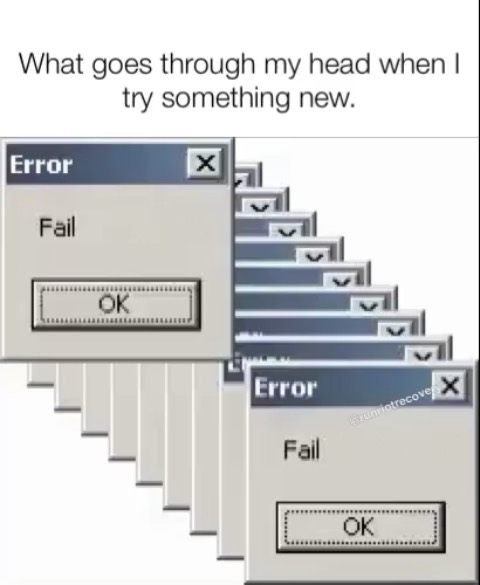 What goes through my head when I
try something new.
Error
Fail
OK
Error
Fail
OK